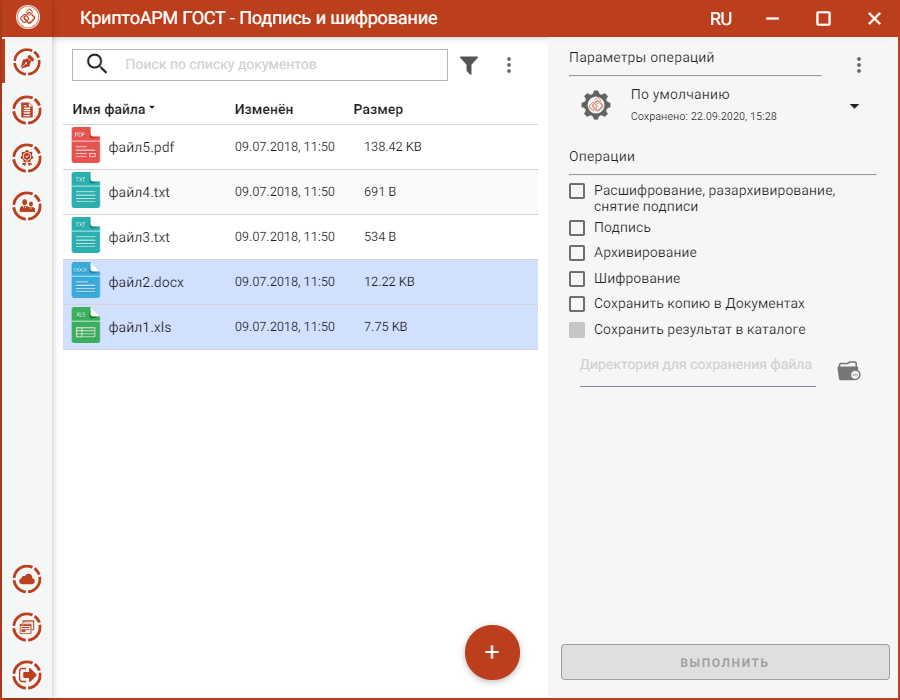 КриптоАРМ ГОСТ - Подпись и шифрование
RU
Поиск по списку документов
Имя файла Изменён Размер
PDF
файл5.pdf 09.07.2018, 11:50 138.42 KB
TXT
файл4.txt 09.07.2018, 11:50 691 B
TXT
файл3.txt 09.07.2018, 11:50 534 B
DOCX
файл2.docx 09.07.2018, 11:50 12.22 KB
XLS
файл1.xls 09.07.2018, 11:50 7.75 KB
+
Параметры операций
По умолчанию
Сохранено: 22.09.2020, 15:28
Операции
Расшифрование, разархивирование,
снятие подписи
Подпись
Архивирование
Шифрование
Сохранить копию в Документах
Сохранить результат в каталоге
Директория для сохранения файла
ВЫПОЛНИТЬ